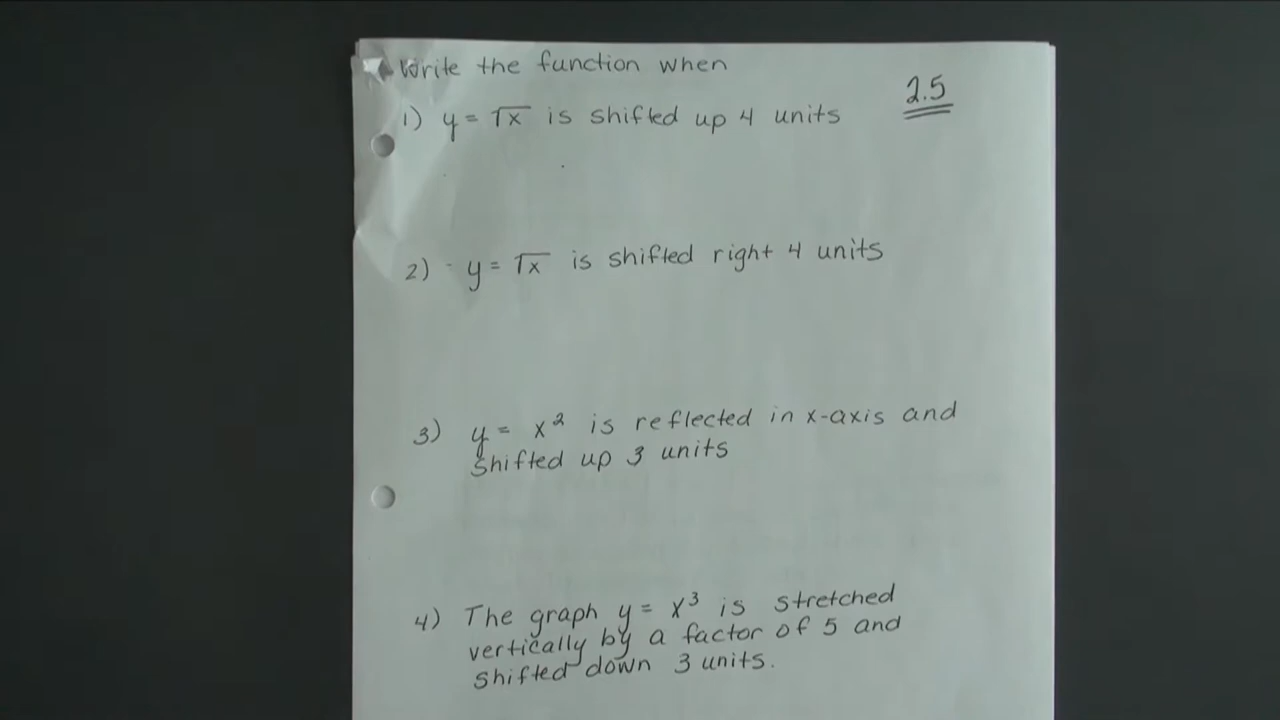 Write the function when
2.5
1) y = √x is shifted up 4 units
2) y = √x is shifted right 4 units
3) y = x² is reflected in x-axis and
shifted up 3 units
4) The graph y = x³ is stretched
vertically by a factor of 5 and
shifted down 3 units.